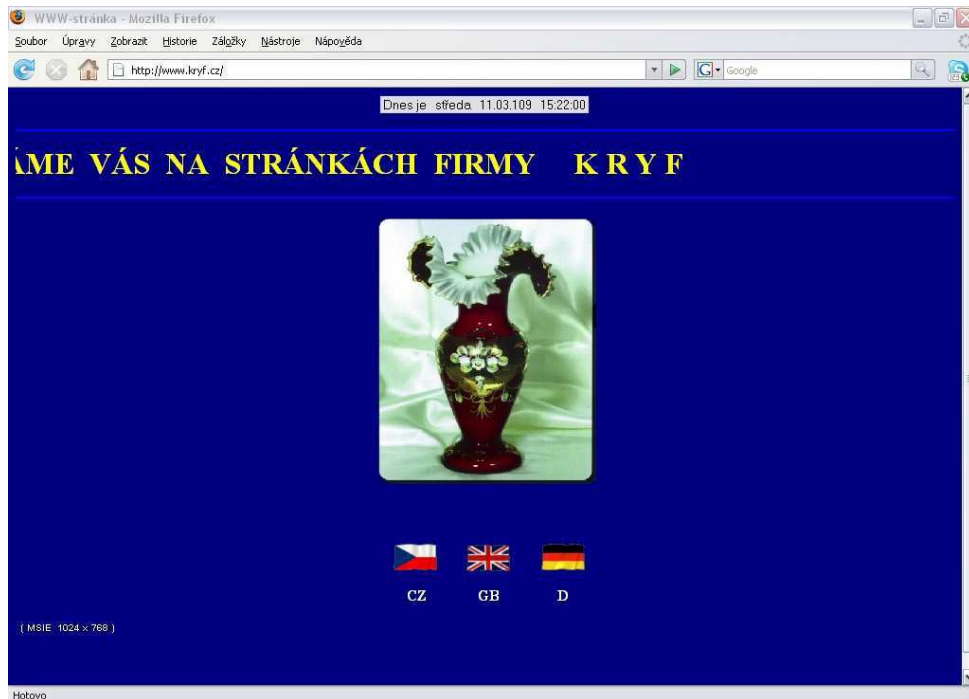 WWW-stránka - Mozilla Firefox
Soubor Úpravy Zobrazit Historie Záložky Nástroje Nápověda
http://www.kryf.cz/ G Google
Dnes je středa 11.03.109 15:22:00
ÁME VÁS NA STRÁNKÁCH FIRMY K R Y F
CZ GB D
( MSIE 1024 x 768 )
Hotovo